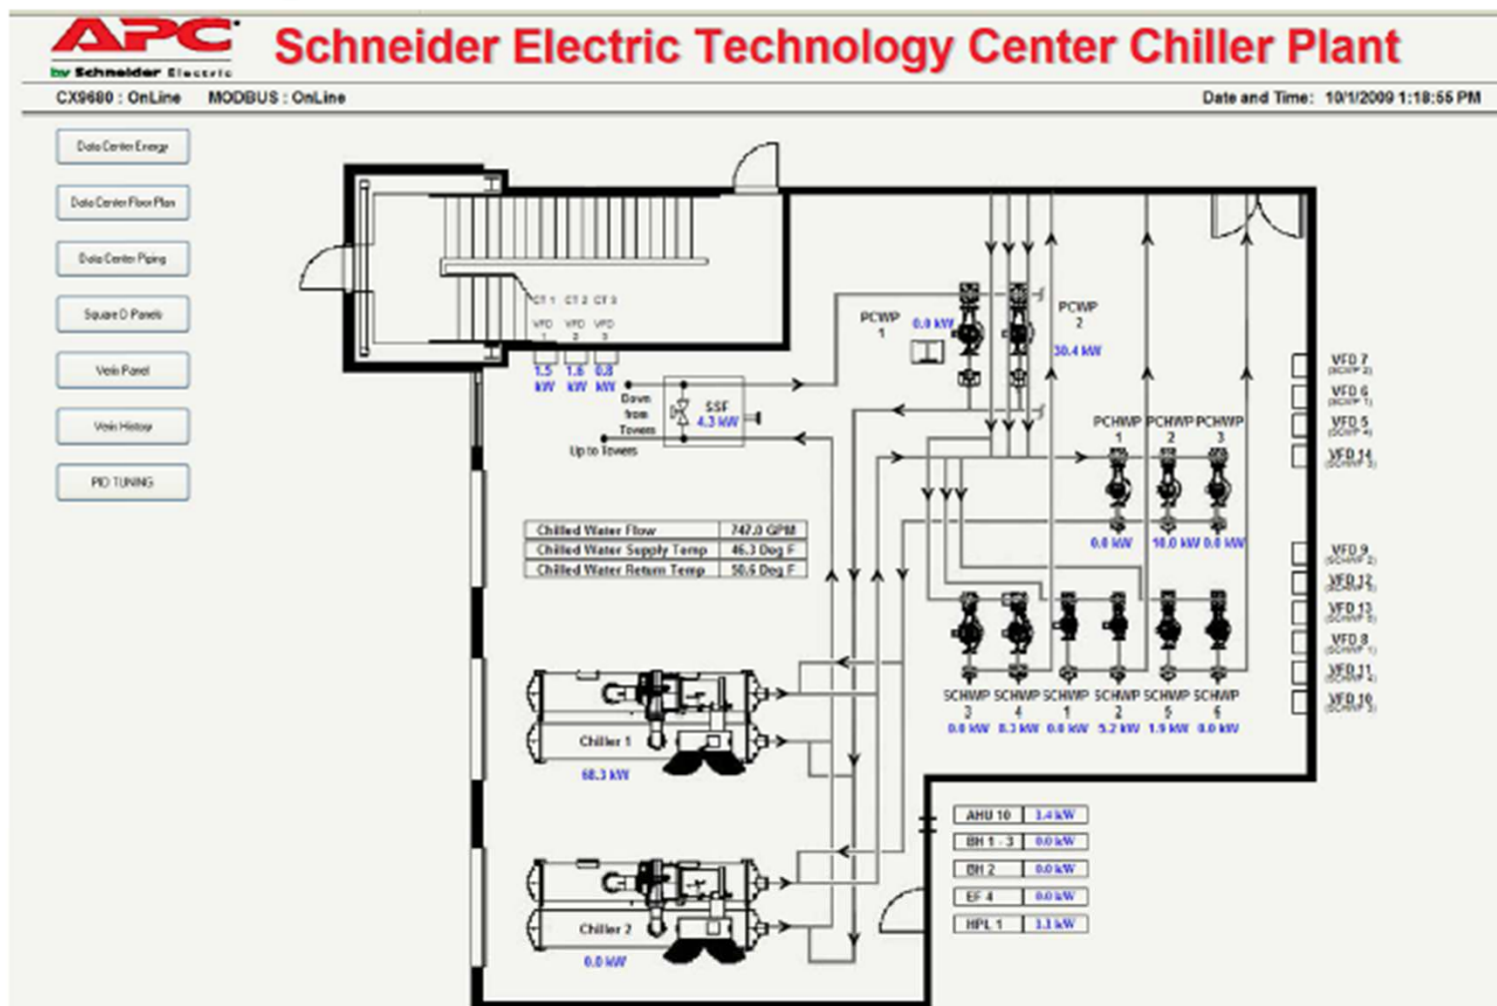 APC
by Schneider Electric
Schneider Electric Technology Center Chiller Plant
CX9680 : OnLine MODBUS : OnLine
Date and Time: 10/1/2009 1:18:55 PM
Data Center Energy
Data Center Floor Plan
Data Center Piping
Square D Panels
Veris Panel
Veris History
PID TUNING
CT 1 CT 2 CT 3
VFD 1
VFD 2
VFD 3
1.5 kW
1.6 kW
0.8 kW
Down from Towers
Up to Towers
SSF
4.3 kW
PCWP 1
0.0 kW
PCWP 2
30.4 kW
PCHWP 1
PCHWP 2
PCHWP 3
0.0 kW 10.0 kW 0.0 kW
Chilled Water Flow 747.0 GPM
Chilled Water Supply Temp 46.3 Deg F
Chilled Water Return Temp 50.6 Deg F
SCHWP 3
SCHWP 4
SCHWP 1
SCHWP 2
SCHWP 5
SCHWP 6
0.0 kW 8.3 kW 0.0 kW 5.2 kW 1.9 kW 0.0 kW
VFD 7
VFD 6
VFD 5
VFD 14
VFD 9
VFD 12
VFD 13
VFD 8
VFD 11
VFD 10
Chiller 1
68.3 kW
Chiller 2
0.0 kW
AHU 10
BH 1 - 3 0.0 kW
BH 2 0.0 kW
EF 4 0.0 kW
HPL 1